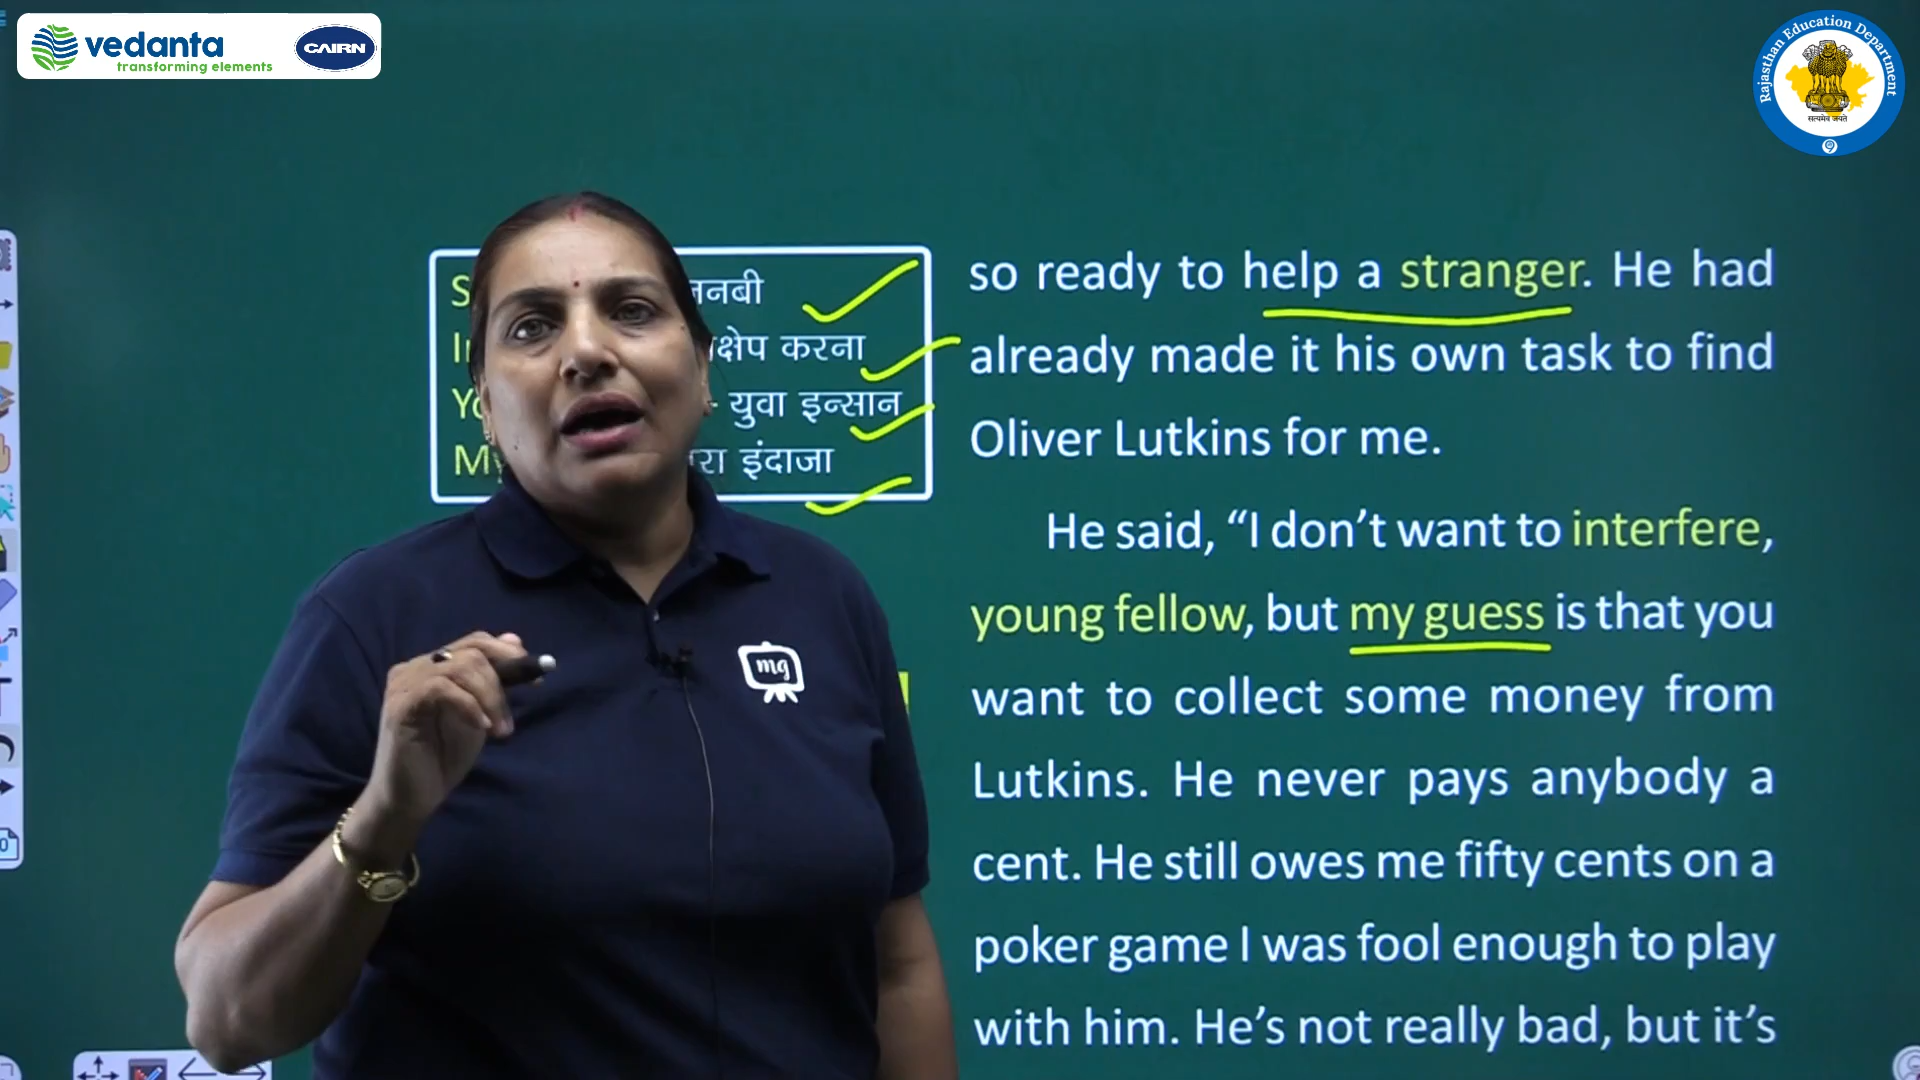 vedanta
transforming elements
CAIRN
Rajasthan Education Department
सत्यमेव जयते
करना
युवा इन्सान
इंदाजा
so ready to help a stranger. He had
already made it his own task to find
Oliver Lutkins for me.
He said, “I don’t want to interfere,
young fellow, but my guess is that you
want to collect some money from
Lutkins. He never pays anybody a
cent. He still owes me fifty cents on a
poker game I was fool enough to play
with him. He’s not really bad, but it’s
mg